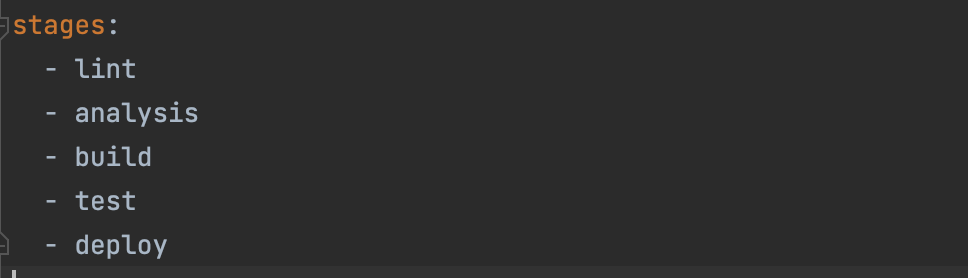 stages:
  - lint
  - analysis
  - build
  - test
  - deploy